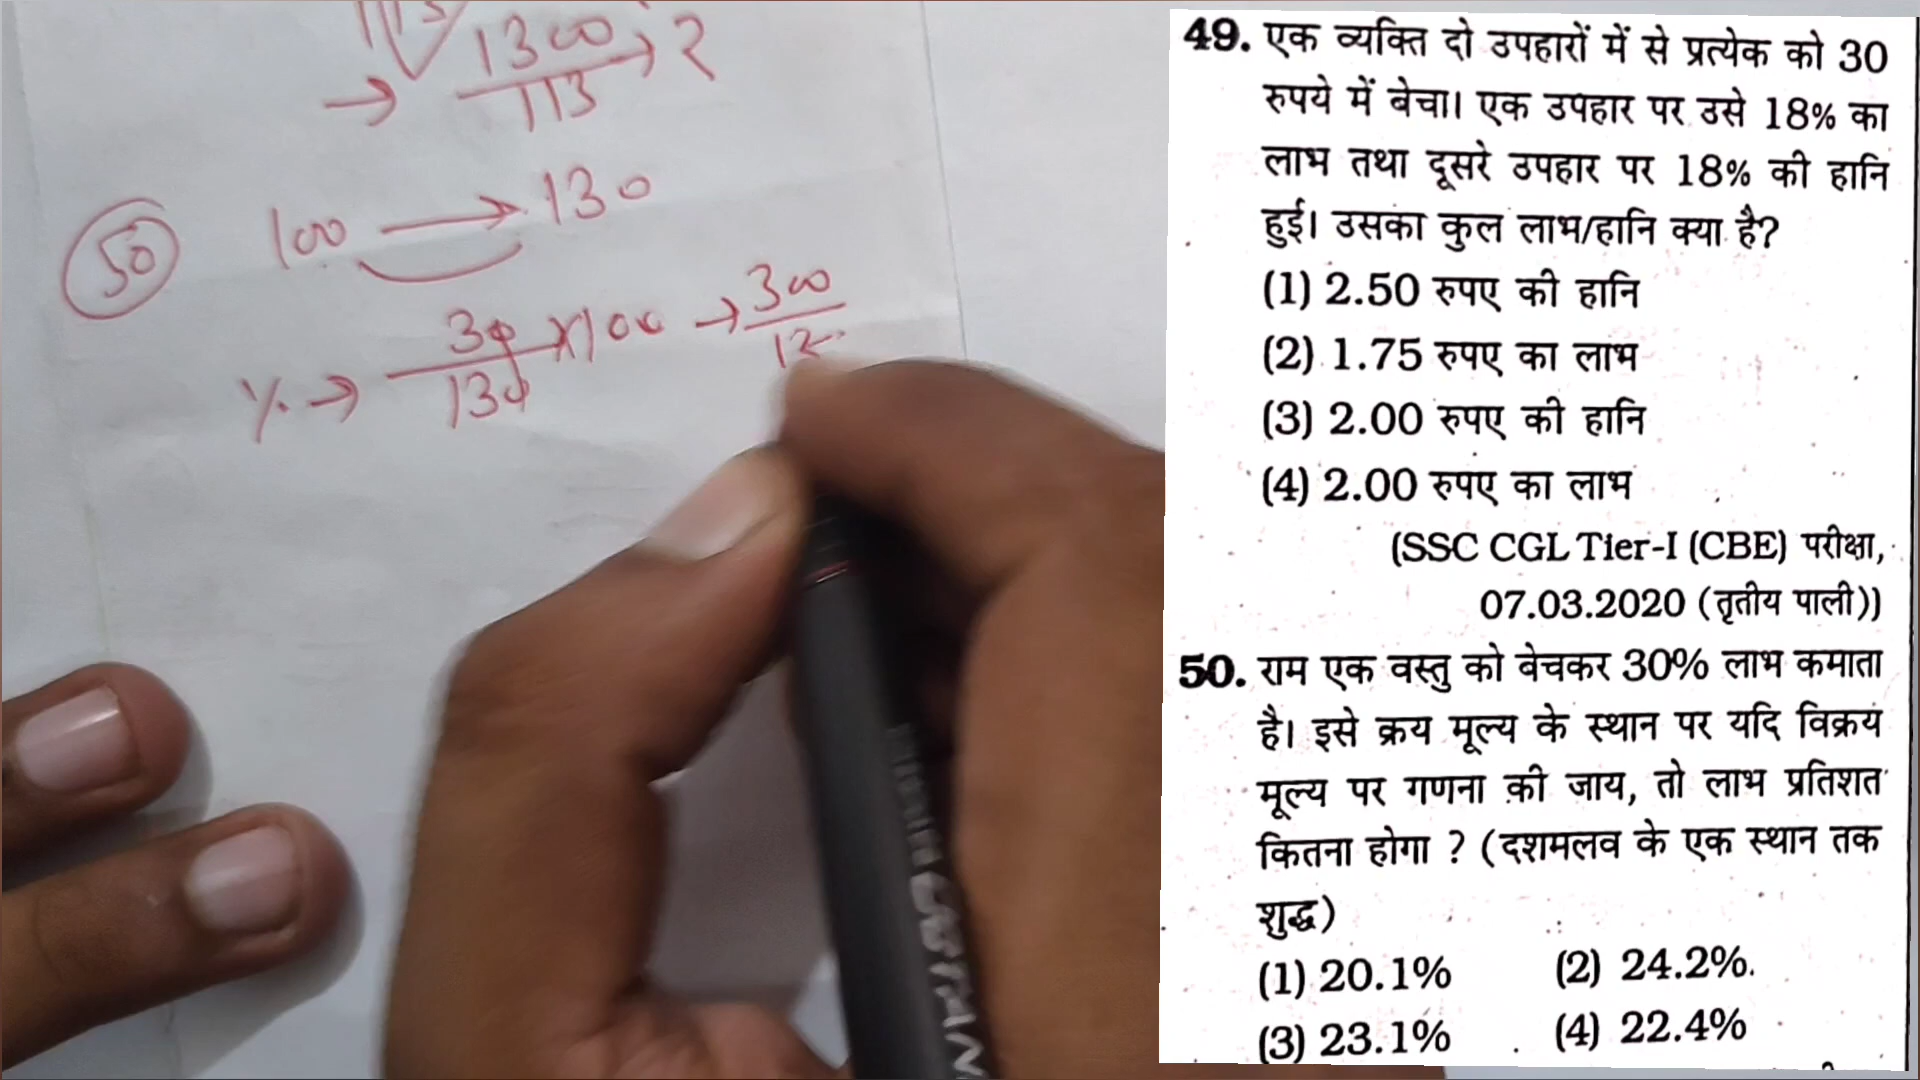 1300
→ ——— → २
113
(50) 100 → 130
% → 30/130 × 100 → 300/13
49. एक व्यक्ति दो उपहारों में से प्रत्येक को 30
रुपये में बेचा। एक उपहार पर उसे 18% का
लाभ तथा दूसरे उपहार पर 18% की हानि
हुई। उसका कुल लाभ/हानि क्या है?
(1) 2.50 रुपए की हानि
(2) 1.75 रुपए का लाभ
(3) 2.00 रुपए की हानि
(4) 2.00 रुपए का लाभ
(SSC CGL Tier-I (CBE) परीक्षा,
07.03.2020 (तृतीय पाली))
50. राम एक वस्तु को बेचकर 30% लाभ कमाता
है। इसे क्रय मूल्य के स्थान पर यदि विक्रय
मूल्य पर गणना की जाय, तो लाभ प्रतिशत
कितना होगा ? (दशमलव के एक स्थान तक
शुद्ध)
(1) 20.1% (2) 24.2%
(3) 23.1% (4) 22.4%